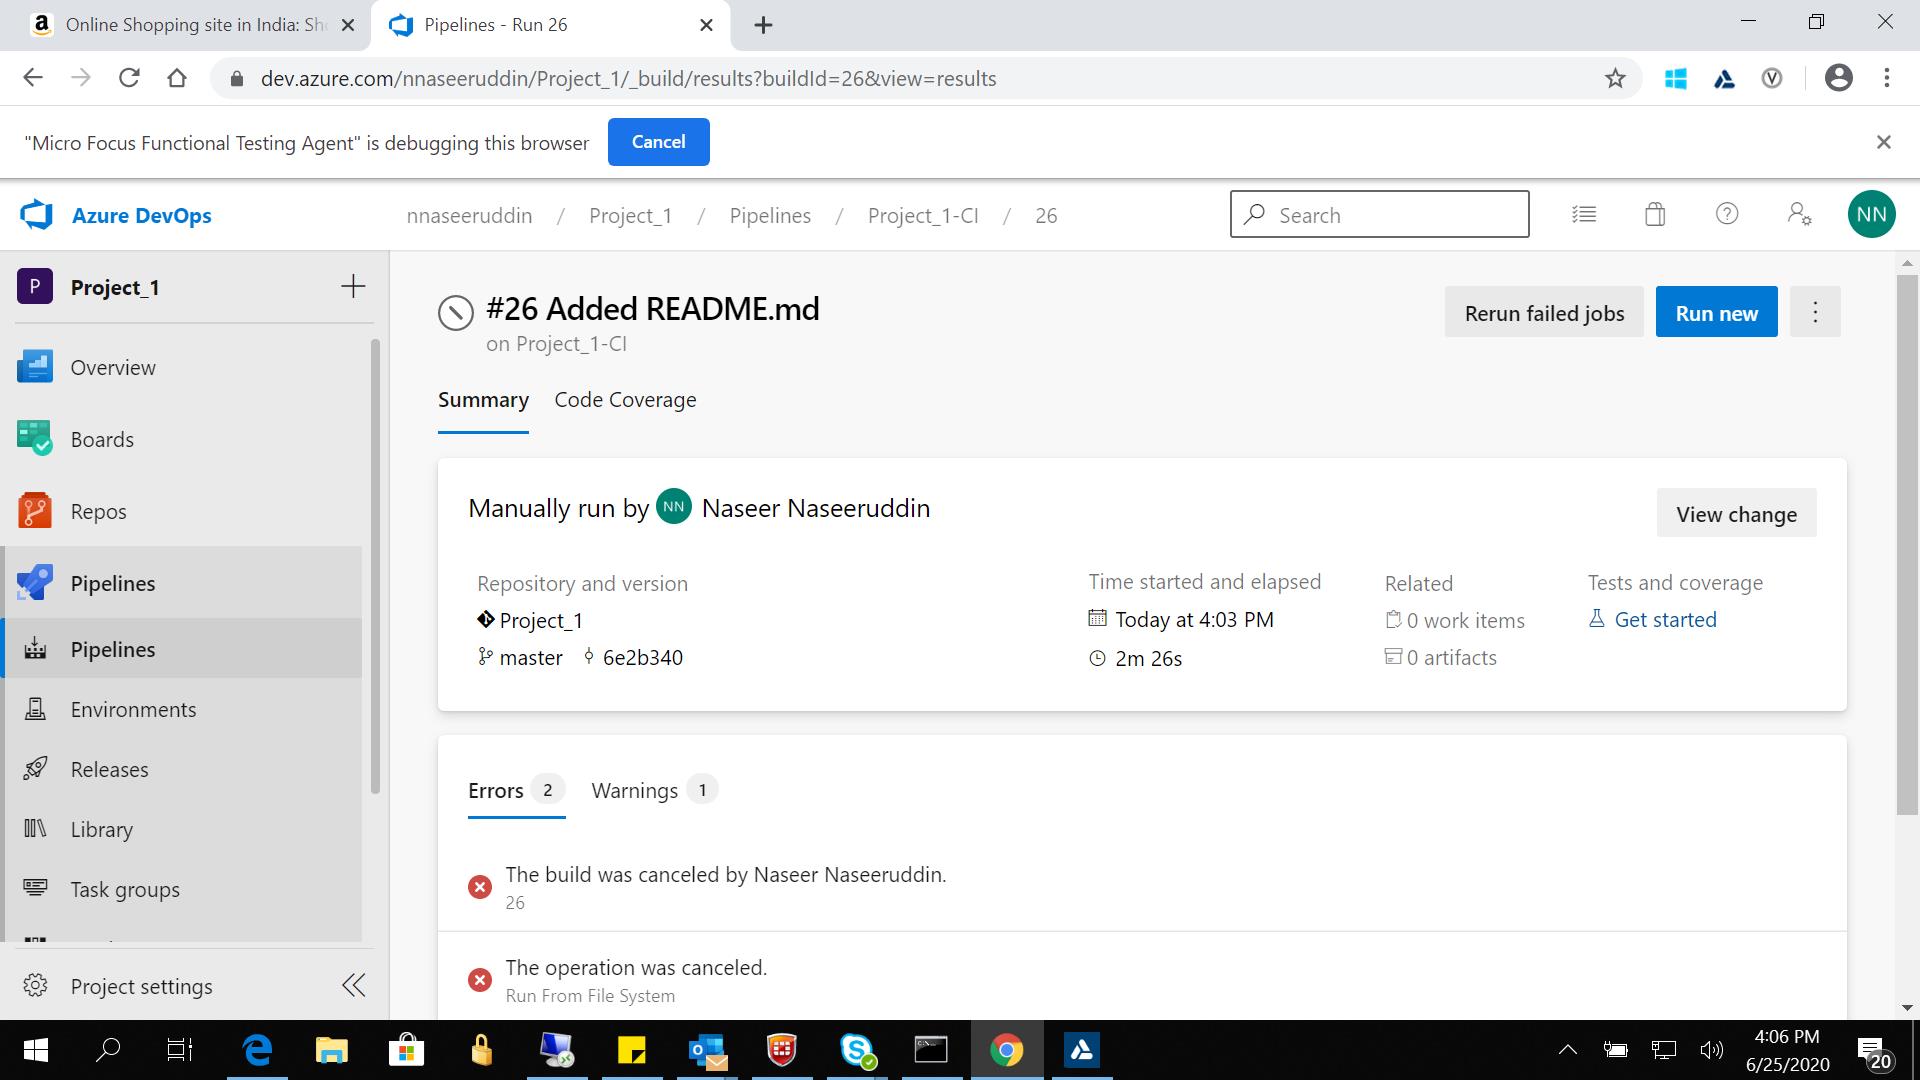 Online Shopping site in India: Sh
Pipelines - Run 26
dev.azure.com/nnaseeruddin/Project_1/_build/results?buildId=26&view=results
"Micro Focus Functional Testing Agent" is debugging this browser
Cancel
Azure DevOps
nnaseeruddin / Project_1 / Pipelines / Project_1-CI / 26
Search
NN
P
Project_1
Overview
Boards
Repos
Pipelines
Pipelines
Environments
Releases
Library
Task groups
Project settings
#26 Added README.md
on Project_1-CI
Rerun failed jobs
Run new
Summary
Code Coverage
Manually run by NN Naseer Naseeruddin
View change
Repository and version
Project_1
master 6e2b340
Time started and elapsed
Today at 4:03 PM
2m 26s
Related
0 work items
0 artifacts
Tests and coverage
Get started
Errors 2
Warnings 1
The build was canceled by Naseer Naseeruddin.
26
The operation was canceled.
Run From File System
4:06 PM
6/25/2020
20